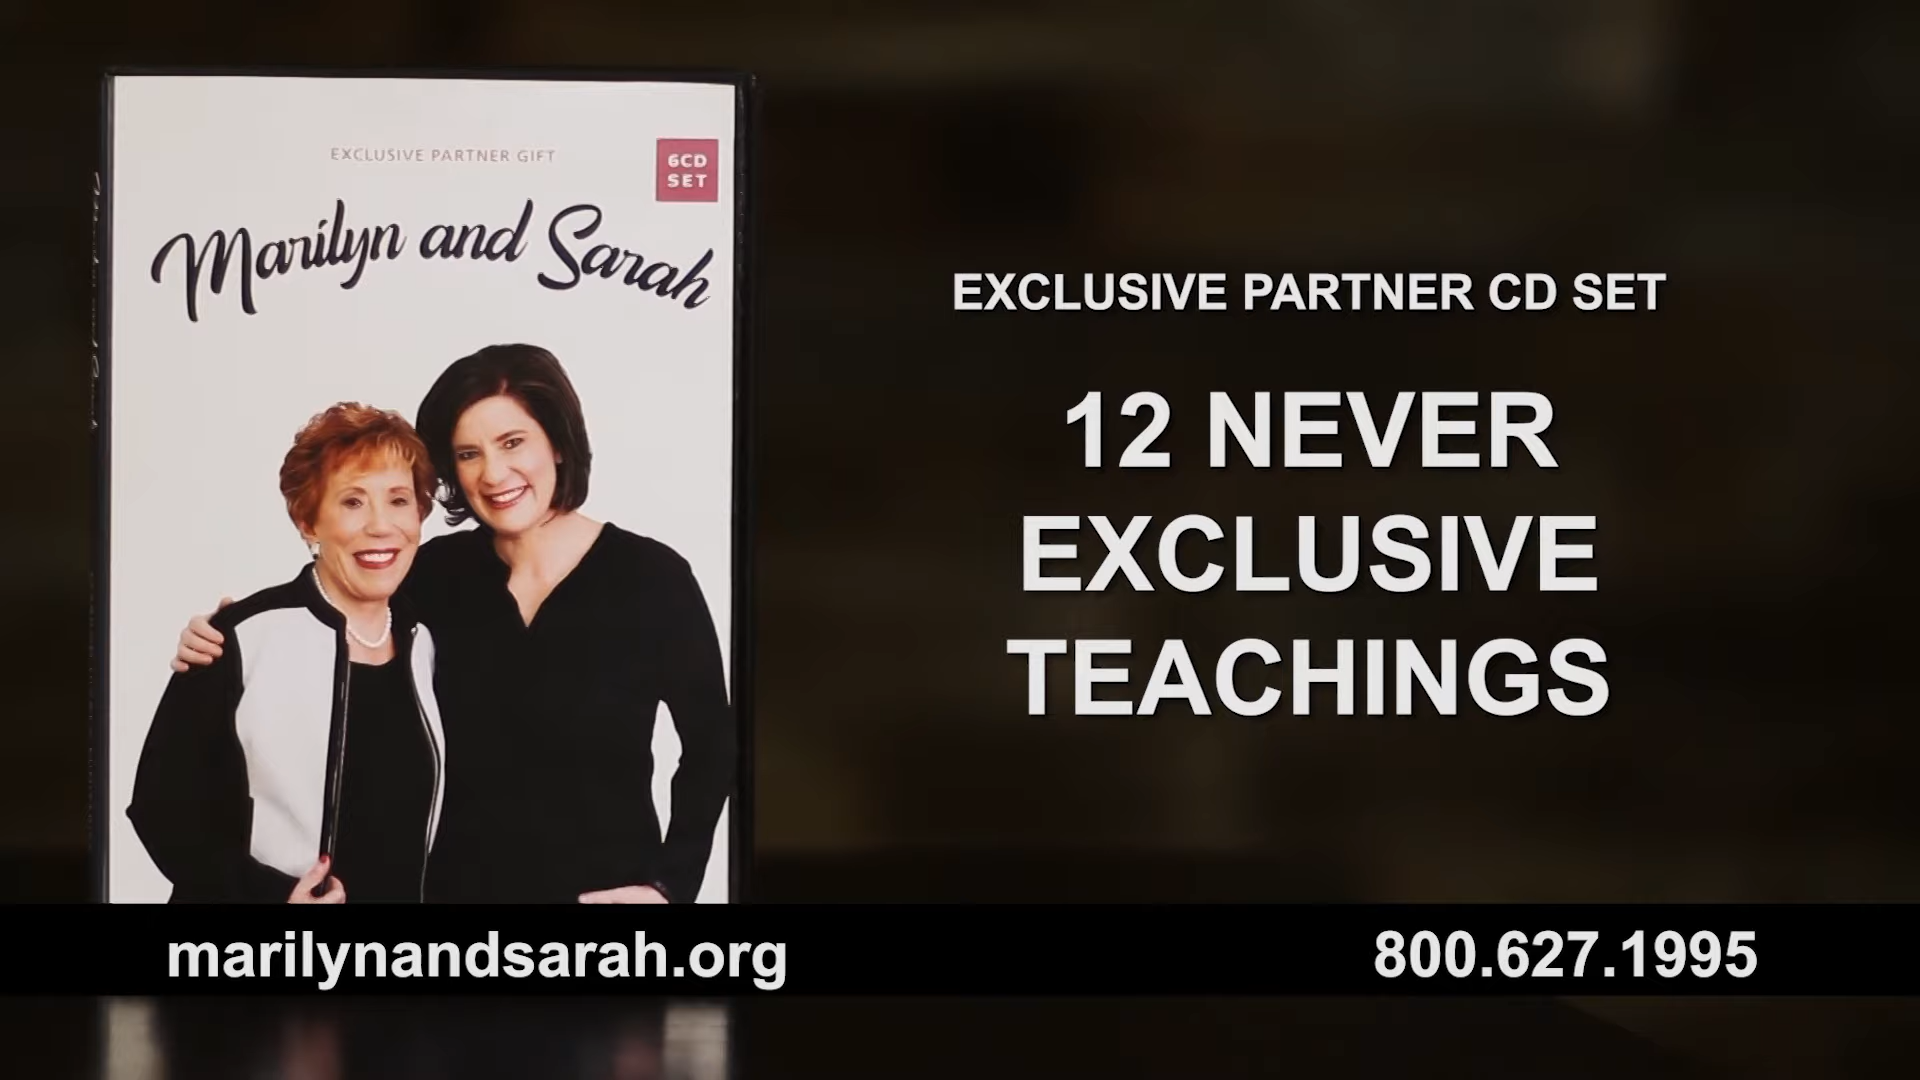 EXCLUSIVE PARTNER GIFT
6CD
SET
Marilyn and Sarah
EXCLUSIVE PARTNER CD SET
12 NEVER
EXCLUSIVE
TEACHINGS
marilynandsarah.org
800.627.1995